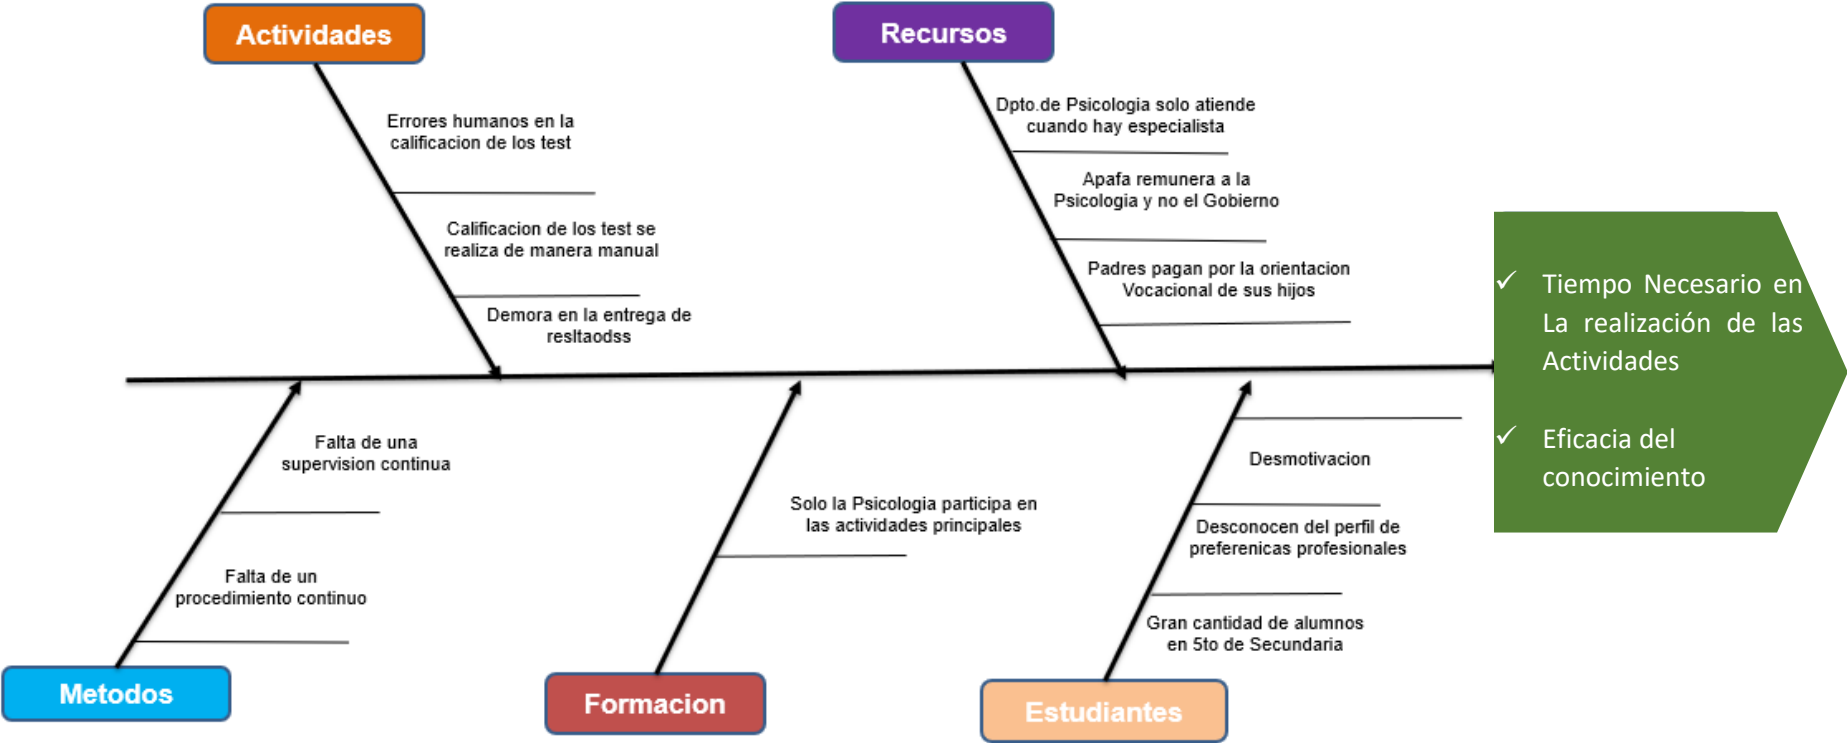 Actividades
Errores humanos en la
calificacion de los test
Calificacion de los test se
realiza de manera manual
Demora en la entrega de
resltaodss
Recursos
Dpto.de Psicologia solo atiende
cuando hay especialista
Apafa remunera a la
Psicologia y no el Gobierno
Padres pagan por la orientacion
Vocacional de sus hijos
✓ Tiempo Necesario en
La realización de las
Actividades
✓ Eficacia del
conocimiento
Falta de una
supervision continua
Falta de un
procedimiento continuo
Metodos
Solo la Psicologia participa en
las actividades principales
Formacion
Desmotivacion
Desconocen del perfil de
preferenicas profesionales
Gran cantidad de alumnos
en 5to de Secundaria
Estudiantes